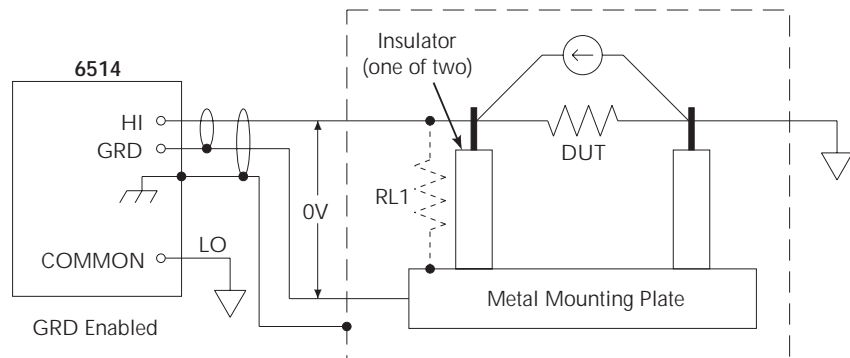 6514
HI
GRD
COMMON
LO
GRD Enabled
0V
RL1
Insulator
(one of two)
DUT
Metal Mounting Plate